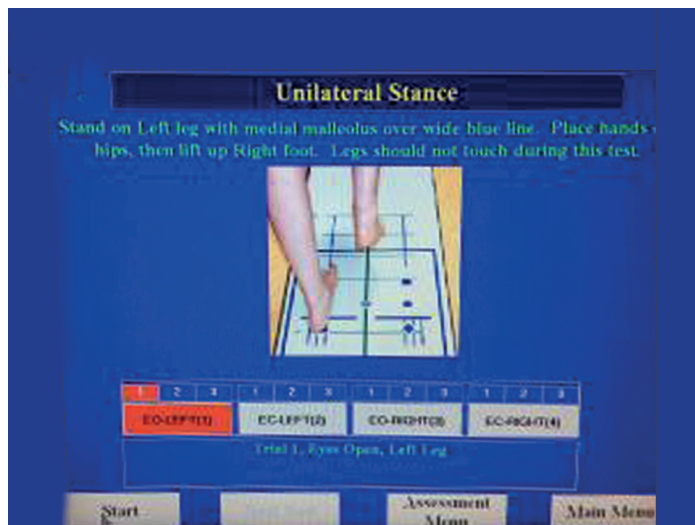 Unilateral Stance
Stand on Left leg with medial malleolus over wide blue line. Place hands
hips, then lift up Right foot. Legs should not touch during this test.
1 2 3 1 2 3 1 2 3 1 2 3
EO-LEFT(1) EC-LEFT(2) EO-RIGHT(3) EC-RIGHT(4)
Trial 1, Eyes Open, Left Leg
Start Assessment Menu Main Menu